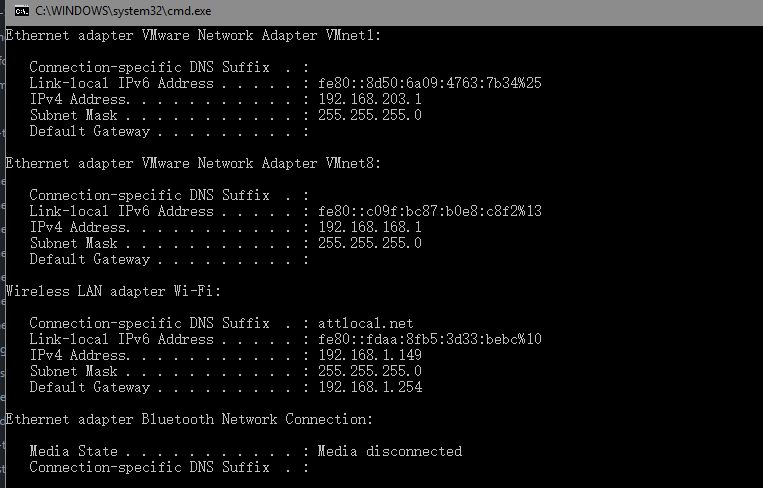 C:\WINDOWS\system32\cmd.exe
Ethernet adapter VMware Network Adapter VMnet1:
Connection-specific DNS Suffix . :
Link-local IPv6 Address . . . . . : fe80::8d50:6a09:4763:7b34%25
IPv4 Address. . . . . . . . . . . : 192.168.203.1
Subnet Mask . . . . . . . . . . . : 255.255.255.0
Default Gateway . . . . . . . . . :
Ethernet adapter VMware Network Adapter VMnet8:
Connection-specific DNS Suffix . :
Link-local IPv6 Address . . . . . : fe80::c09f:bc87:b0e8:c8f2%13
IPv4 Address. . . . . . . . . . . : 192.168.168.1
Subnet Mask . . . . . . . . . . . : 255.255.255.0
Default Gateway . . . . . . . . . :
Wireless LAN adapter Wi-Fi:
Connection-specific DNS Suffix . : attlocal.net
Link-local IPv6 Address . . . . . : fe80::fdaa:8fb5:3d33:bebc%10
IPv4 Address. . . . . . . . . . . : 192.168.1.149
Subnet Mask . . . . . . . . . . . : 255.255.255.0
Default Gateway . . . . . . . . . : 192.168.1.254
Ethernet adapter Bluetooth Network Connection:
Media State . . . . . . . . . . . : Media disconnected
Connection-specific DNS Suffix . :